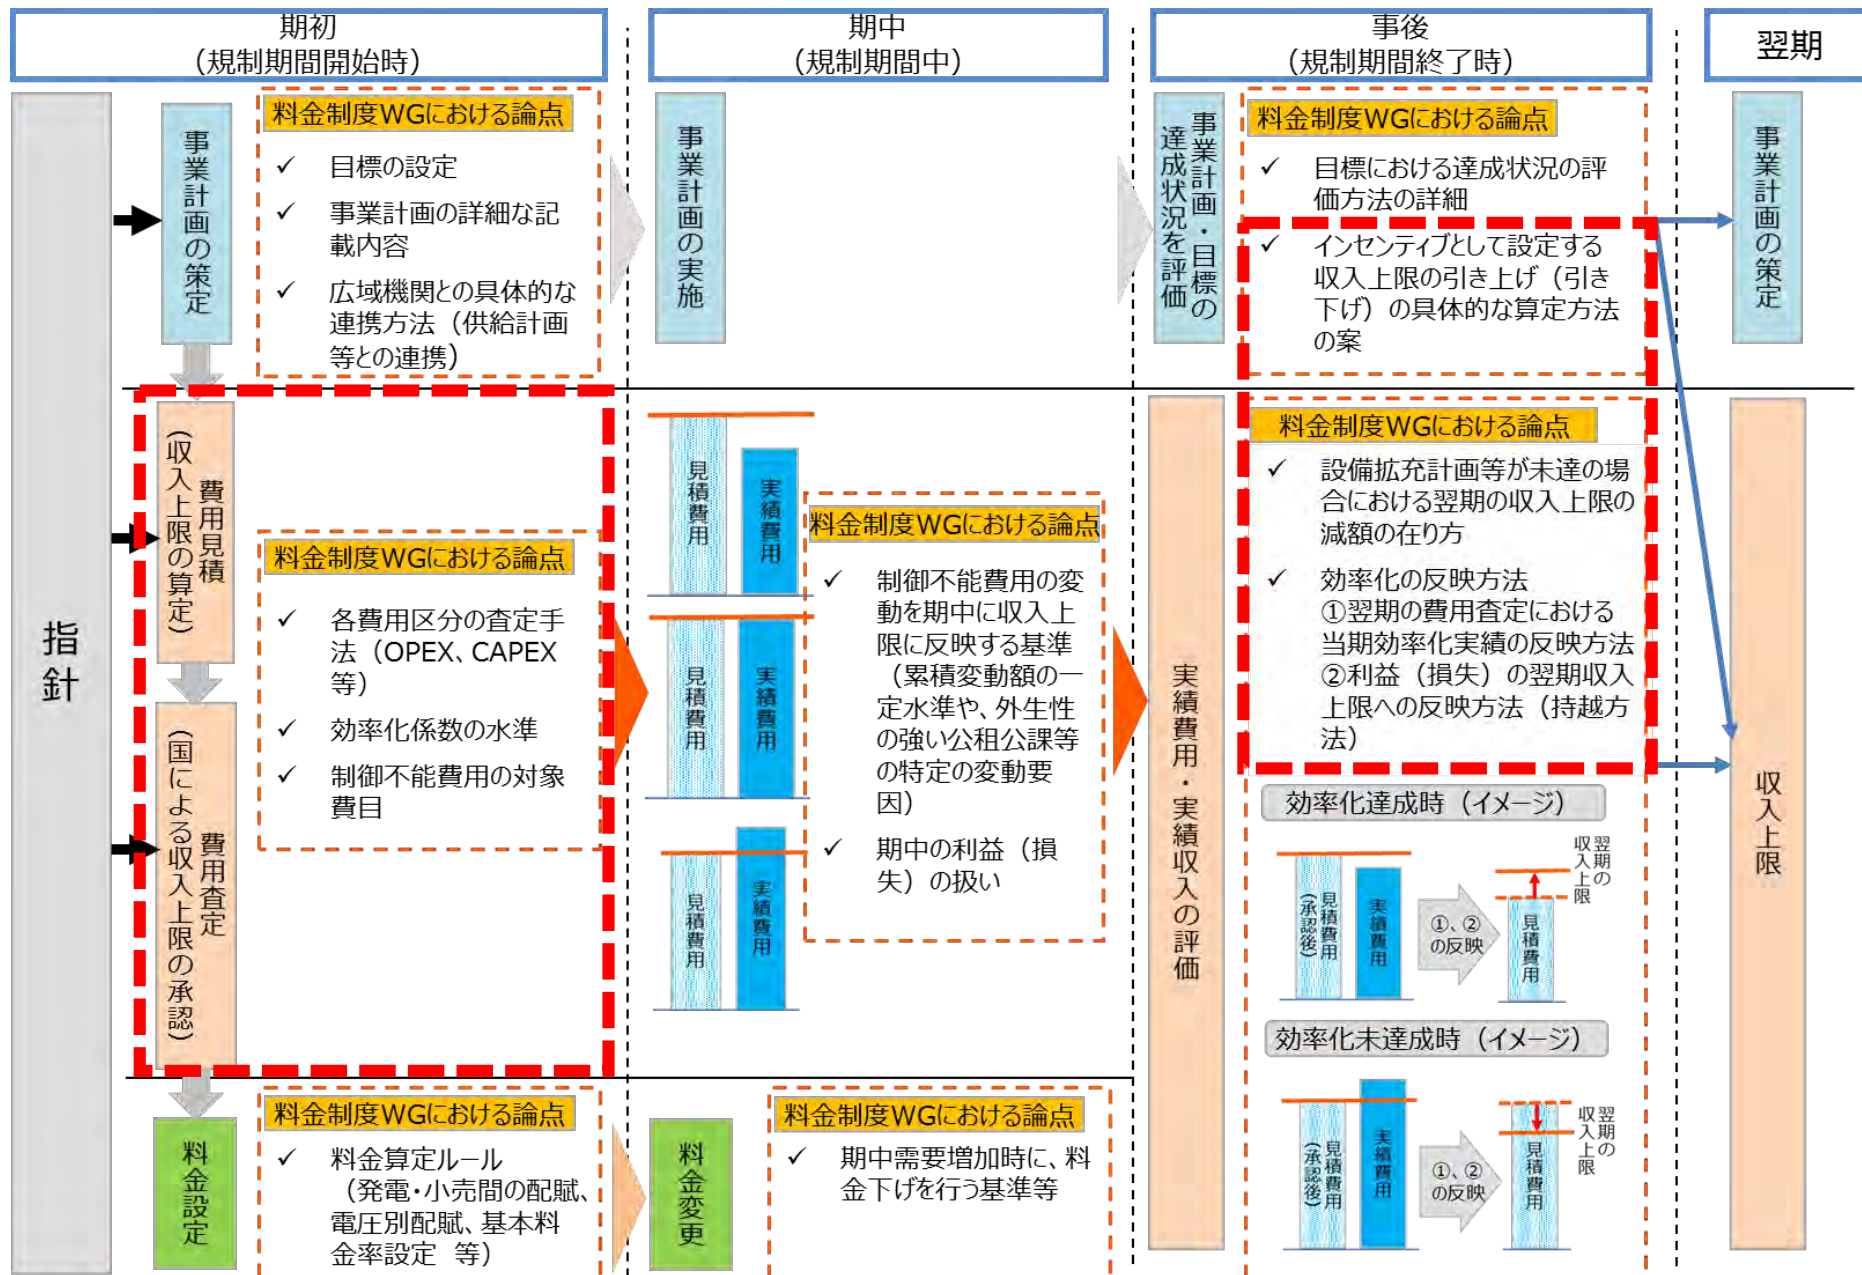 期初
（規制期間開始時）
期中
（規制期間中）
事後
（規制期間終了時）
翌期
指針
事業計画の策定
料金制度WGにおける論点
✓ 目標の設定
✓ 事業計画の詳細な記
載内容
✓ 広域機関との具体的な
連携方法（供給計画
等との連携）
事業計画の実施
事業計画・目標の
達成状況を評価
料金制度WGにおける論点
✓ 目標における達成状況の評
価方法の詳細
✓ インセンティブとして設定する
収入上限の引き上げ（引き
下げ）の具体的な算定方法
の案
事業計画の策定
費用見積
（収入上限の算定）
費用査定
（国による収入上限の承認）
料金制度WGにおける論点
✓ 各費用区分の査定手
法（OPEX、CAPEX
等）
✓ 効率化係数の水準
✓ 制御不能費用の対象
費目
見積費用
実績費用
見積費用
実績費用
見積費用
実績費用
料金制度WGにおける論点
✓ 制御不能費用の変
動を期中に収入上
限に反映する基準
（累積変動額の一
定水準や、外生性
の強い公租公課等
の特定の変動要
因）
✓ 期中の利益（損
失）の扱い
実績費用・実績収入の評価
料金制度WGにおける論点
✓ 設備拡充計画等が未達の場
合における翌期の収入上限の
減額の在り方
✓ 効率化の反映方法
①翌期の費用査定における
当期効率化実績の反映方法
②利益（損失）の翌期収入
上限への反映方法（持越方
法）
効率化達成時（イメージ）
見積費用
（承認後）
実績費用
①、②
の反映
見積費用
翌期の
収入上限
効率化未達成時（イメージ）
見積費用
（承認後）
実績費用
①、②
の反映
見積費用
翌期の
収入上限
収入上限
料金設定
料金制度WGにおける論点
✓ 料金算定ルール
（発電・小売間の配賦、
電圧別配賦、基本料
金率設定 等）
料金変更
料金制度WGにおける論点
✓ 期中需要増加時に、料
金下げを行う基準等